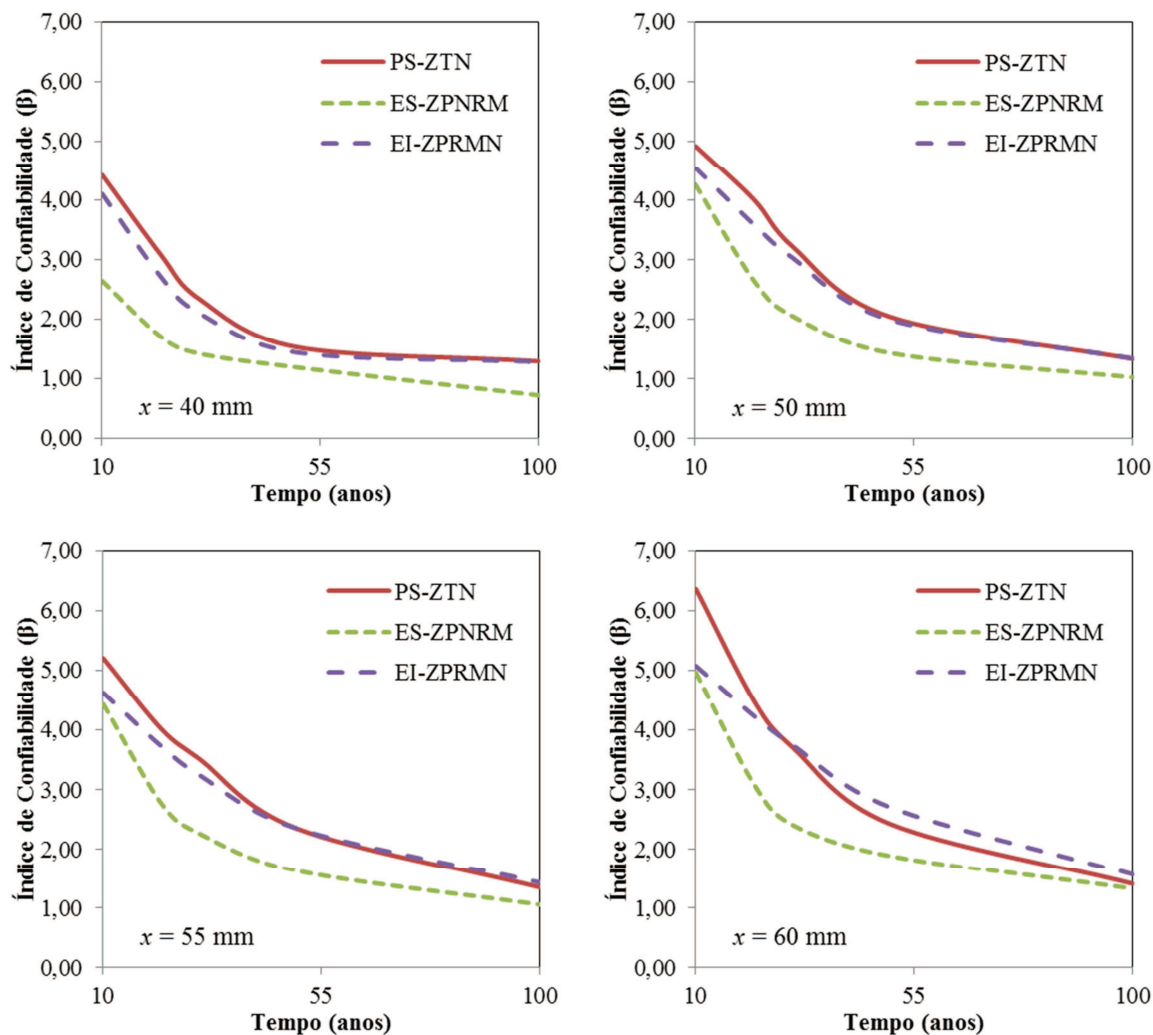 Índice de Confiabilidade (β)
7,00
6,00
5,00
4,00
3,00
2,00
1,00
0,00
PS-ZTN
ES-ZPNRM
EI-ZPRMN
x = 40 mm
10
55
100
Tempo (anos)
Índice de Confiabilidade (β)
7,00
6,00
5,00
4,00
3,00
2,00
1,00
0,00
PS-ZTN
ES-ZPNRM
EI-ZPRMN
x = 50 mm
10
55
100
Tempo (anos)
Índice de Confiabilidade (β)
7,00
6,00
5,00
4,00
3,00
2,00
1,00
0,00
PS-ZTN
ES-ZPNRM
EI-ZPRMN
x = 55 mm
10
55
100
Tempo (anos)
Índice de Confiabilidade (β)
7,00
6,00
5,00
4,00
3,00
2,00
1,00
0,00
PS-ZTN
ES-ZPNRM
EI-ZPRMN
x = 60 mm
10
55
100
Tempo (anos)